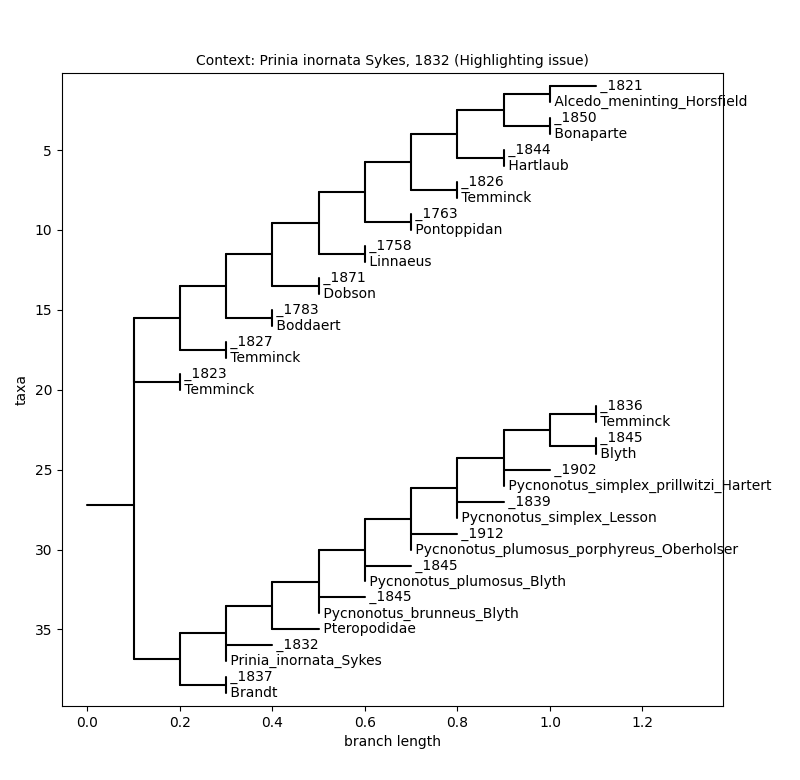 Context: Prinia inornata Sykes, 1832 (Highlighting issue)
_1821
Alcedo_meninting_Horsfield
_1850
Bonaparte
5
_1844
Hartlaub
_1826
Temminck
_1763
Pontoppidan
10
_1758
Linnaeus
_1871
Dobson
15
_1783
Boddaert
_1827
Temminck
_1823
Temminck
20
_1836
Temminck
_1845
Blyth
25
_1902
Pycnonotus_simplex_prillwitzi_Hartert
_1839
Pycnonotus_simplex_Lesson
_1912
Pycnonotus_plumosus_porphyreus_Oberholser
30
_1845
Pycnonotus_plumosus_Blyth
_1845
Pycnonotus_brunneus_Blyth
Pteropodidae
35
_1832
Prinia_inornata_Sykes
_1837
Brandt
taxa
0.0 0.2 0.4 0.6 0.8 1.0 1.2
branch length